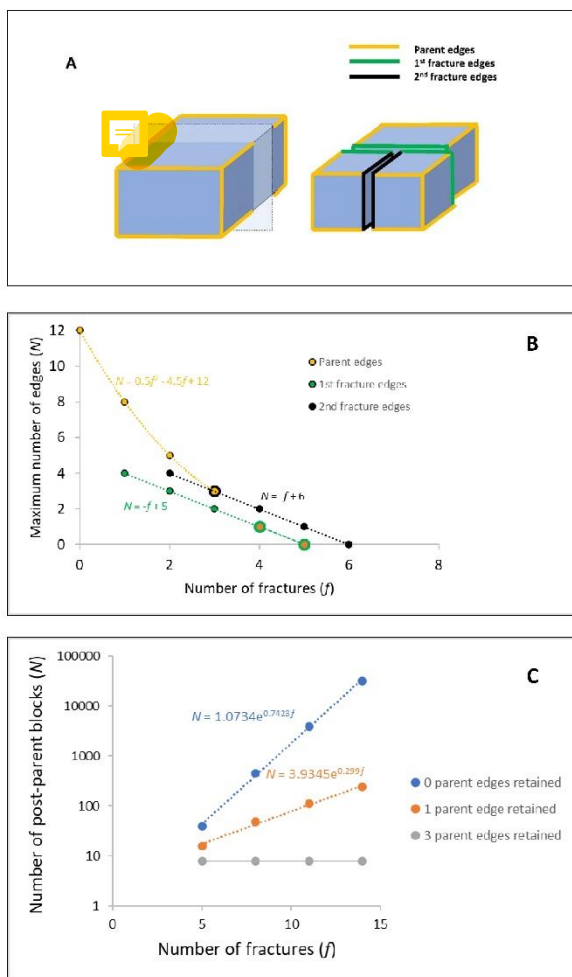 A
Parent edges
1st fracture edges
2nd fracture edges
B
Maximum number of edges (N)
12
10
8
6
4
2
0
N = 0.5f² - 4.5f + 12
N = -f + 5
N = -f + 6
Parent edges
1st fracture edges
2nd fracture edges
0
2
4
6
8
Number of fractures (f)
C
Number of post-parent blocks (N)
100000
10000
1000
100
10
1
N = 1.0734e^0.7423f
N = 3.9345e^0.299f
0 parent edges retained
1 parent edge retained
3 parent edges retained
0
5
10
15
Number of fractures (f)